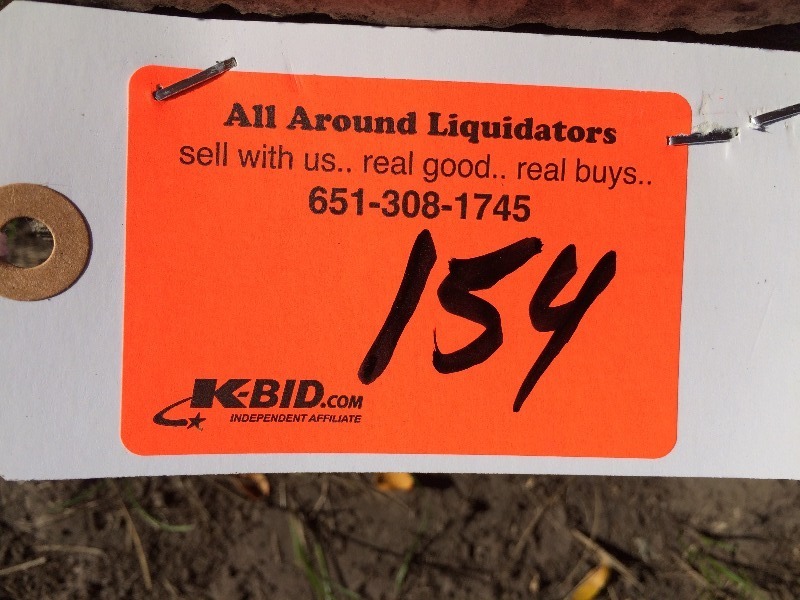 All Around Liquidators
sell with us.. real good.. real buys..
651-308-1745
154
K-BID.COM
INDEPENDENT AFFILIATE